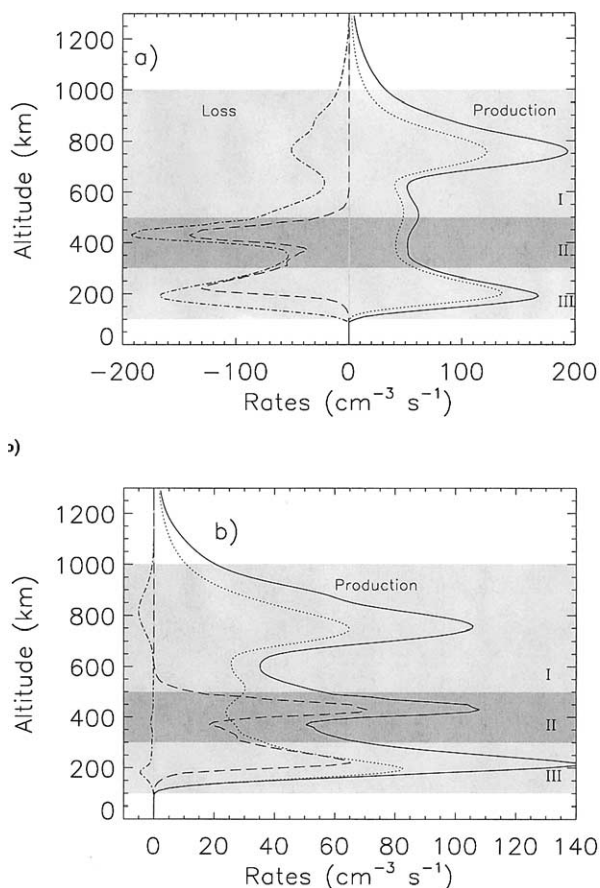 1200
a)
1000
Loss
Production
800
Altitude (km)
600
I
400
II
200
III
0
−200
−100
0
100
200
Rates (cm⁻³ s⁻¹)
b)
1200
1000
Production
800
Altitude (km)
600
I
400
II
200
III
0
0
20
40
60
80
100
120
140
Rates (cm⁻³ s⁻¹)